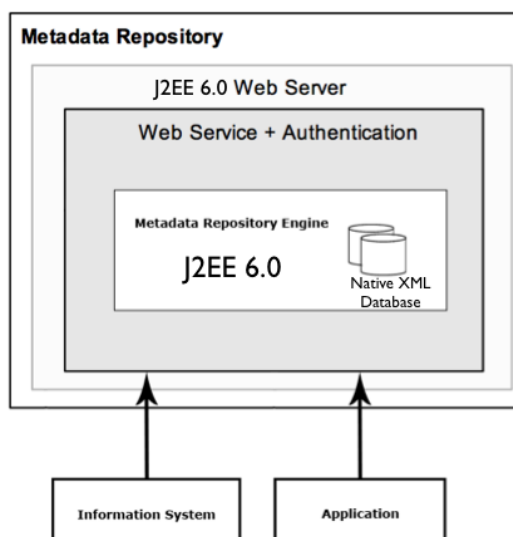 Metadata Repository
J2EE 6.0 Web Server
Web Service + Authentication
Metadata Repository Engine
J2EE 6.0
Native XML
Database
Information System
Application